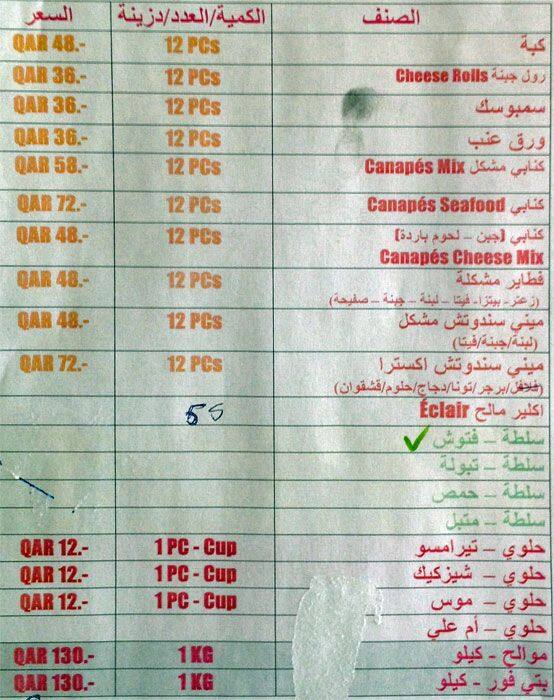 الصنف الكمية/العدد/دزينة السعر
كبة 12 PCs QAR 48.-
رول جبنة Cheese Rolls 12 PCs QAR 36.-
سمبوسك 12 PCs QAR 36.-
ورق عنب 12 PCs QAR 36.-
كنابي مشكل Canapés Mix 12 PCs QAR 58.-
كنابي Canapés Seafood 12 PCs QAR 72.-
كنابي (جبن – لحوم باردة) 12 PCs QAR 48.-
Canapés Cheese Mix
فطاير مشكلة 12 PCs QAR 48.-
(زعتر- بيتزا- فيتا – لبنة – جبنة – صفيحة)
ميني سندوتش مشكل 12 PCs QAR 48.-
(لبنة/جبنة/فيتا)
ميني سندوتش اكسترا 12 PCs QAR 72.-
(فلافل/برجر/تونا/دجاج/حلوم/قشقوان)
اكلير مالح Éclair 55
سلطة – فتوش
سلطة – تبولة
سلطة – حمص
سلطة – متبل
حلوي – تيرامسو 1 PC - Cup QAR 12.-
حلوي – شيزكيك 1 PC - Cup QAR 12.-
حلوي – موس 1 PC - Cup QAR 12.-
حلوي – أم علي
موالح - كيلو 1 KG QAR 130.-
بتي فور - كيلو 1 KG QAR 130.-